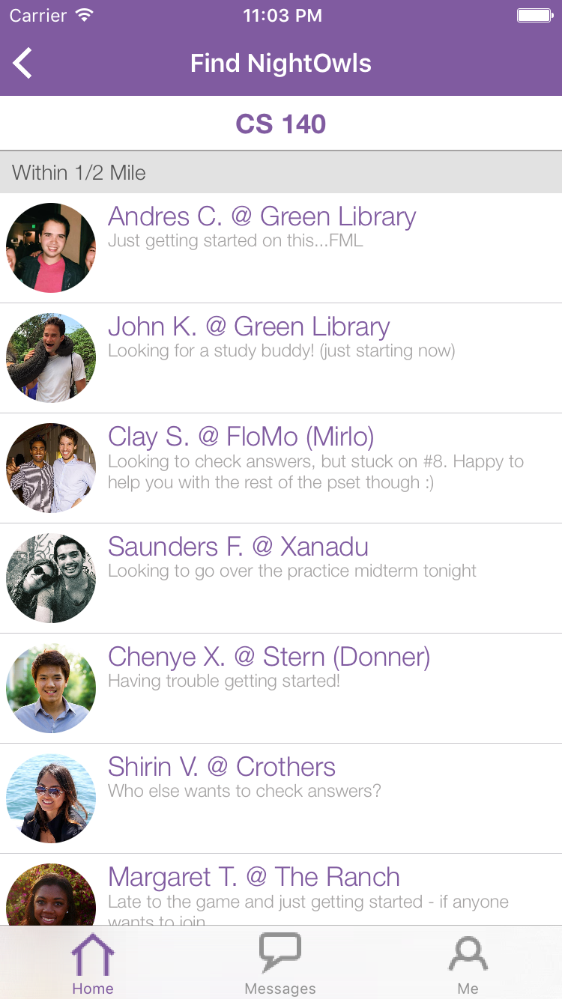 Carrier 11:03 PM
Find NightOwls
CS 140
Within 1/2 Mile
Andres C. @ Green Library
Just getting started on this...FML
John K. @ Green Library
Looking for a study buddy! (just starting now)
Clay S. @ FloMo (Mirlo)
Looking to check answers, but stuck on #8. Happy to
help you with the rest of the pset though :)
Saunders F. @ Xanadu
Looking to go over the practice midterm tonight
Chenye X. @ Stern (Donner)
Having trouble getting started!
Shirin V. @ Crothers
Who else wants to check answers?
Margaret T. @ The Ranch
Late to the game and just getting started - if anyone
wants to join
Home Messages Me